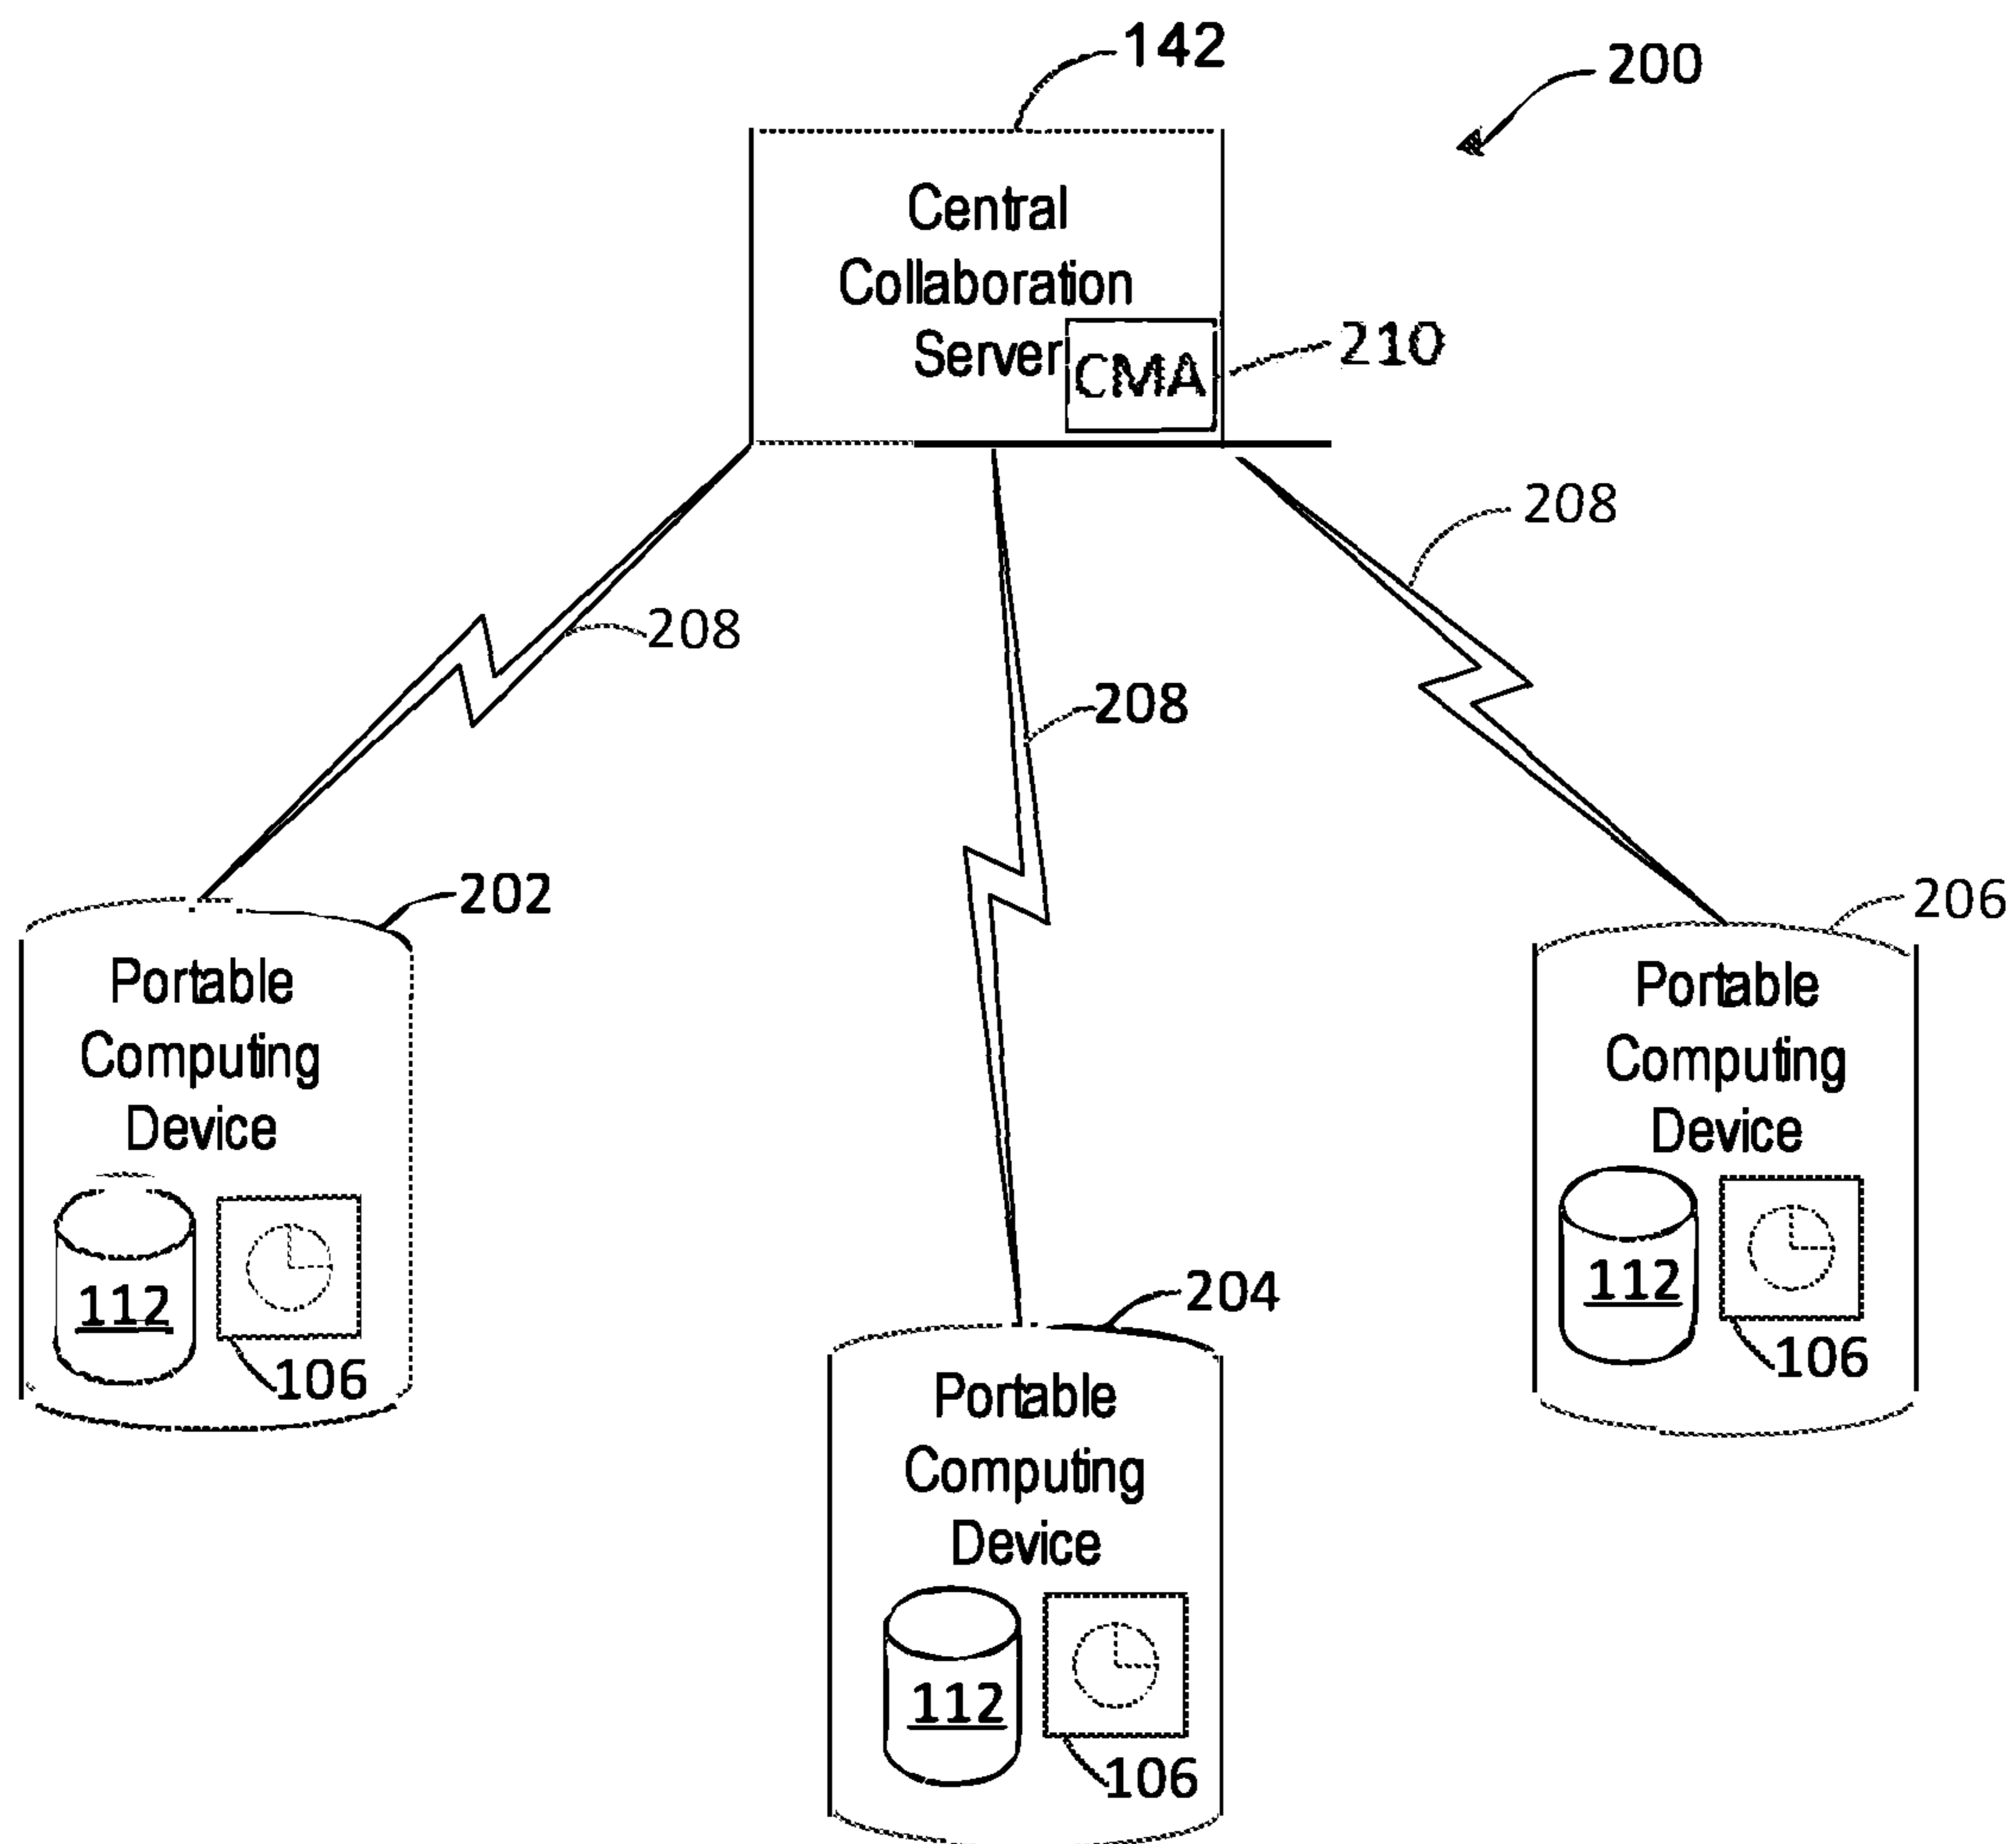 142
200
Central
Collaboration
Server
CMA
210
208
208
208
202
206
Portable
Computing
Device
112
106
Portable
Computing
Device
112
106
204
Portable
Computing
Device
112
106